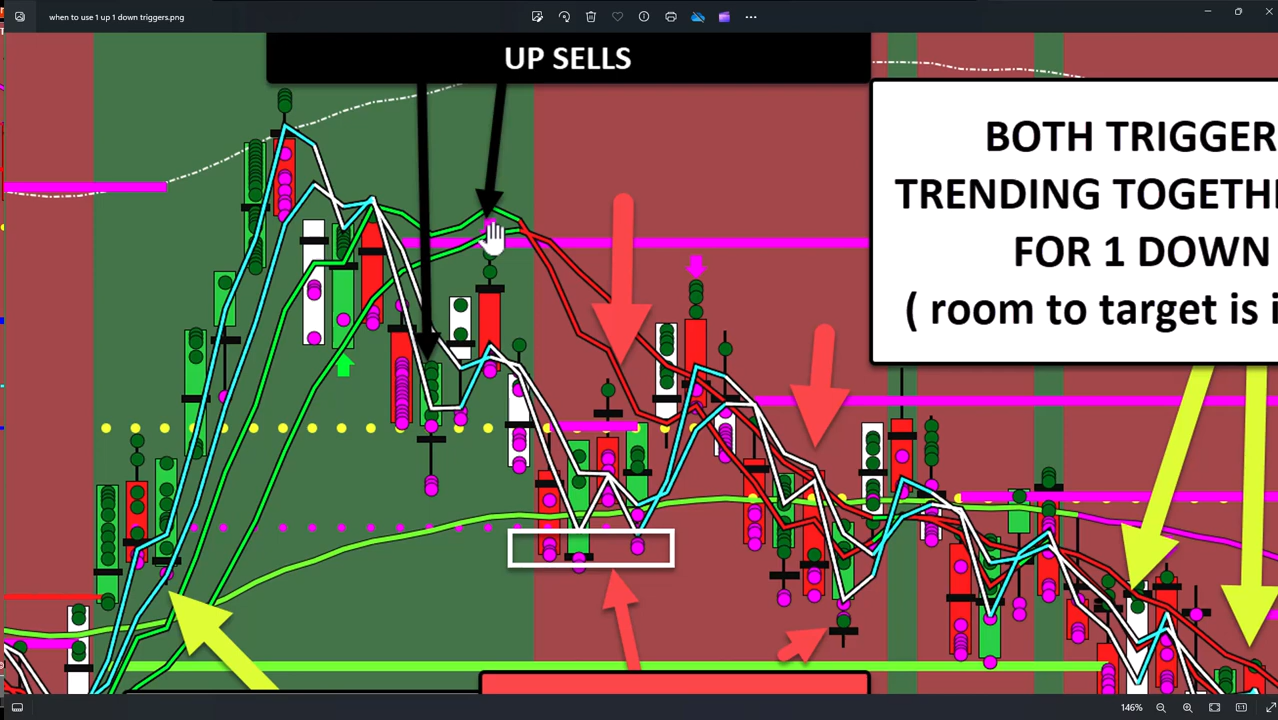 when to use 1 up 1 down triggers.png
UP SELLS
BOTH TRIGGER
TRENDING TOGETH
FOR 1 DOWN
( room to target is i
146%